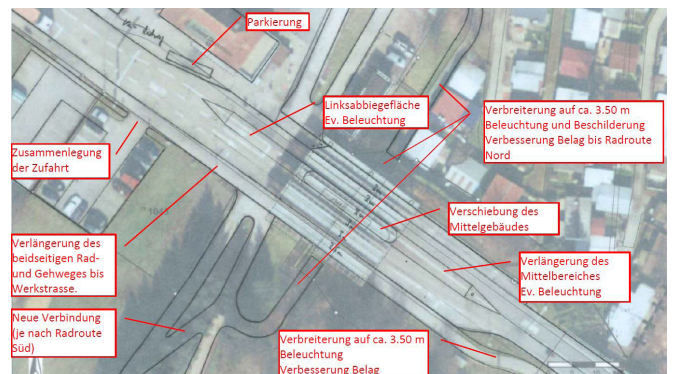 Parkierung
Linksabbiegefläche
Ev. Beleuchtung
Verbreiterung auf ca. 3.50 m
Beleuchtung und Beschilderung
Verbesserung Belag bis Radroute
Nord
Zusammenlegung
der Zufahrt
Verschiebung des
Mittelgebäudes
Verlängerung des
beidseitigen Rad-
und Gehweges bis
Werkstrasse.
Verlängerung des
Mittelbereiches
Ev. Beleuchtung
Neue Verbindung
(je nach Radroute
Süd)
Verbreiterung auf ca. 3.50 m
Beleuchtung
Verbesserung Belag